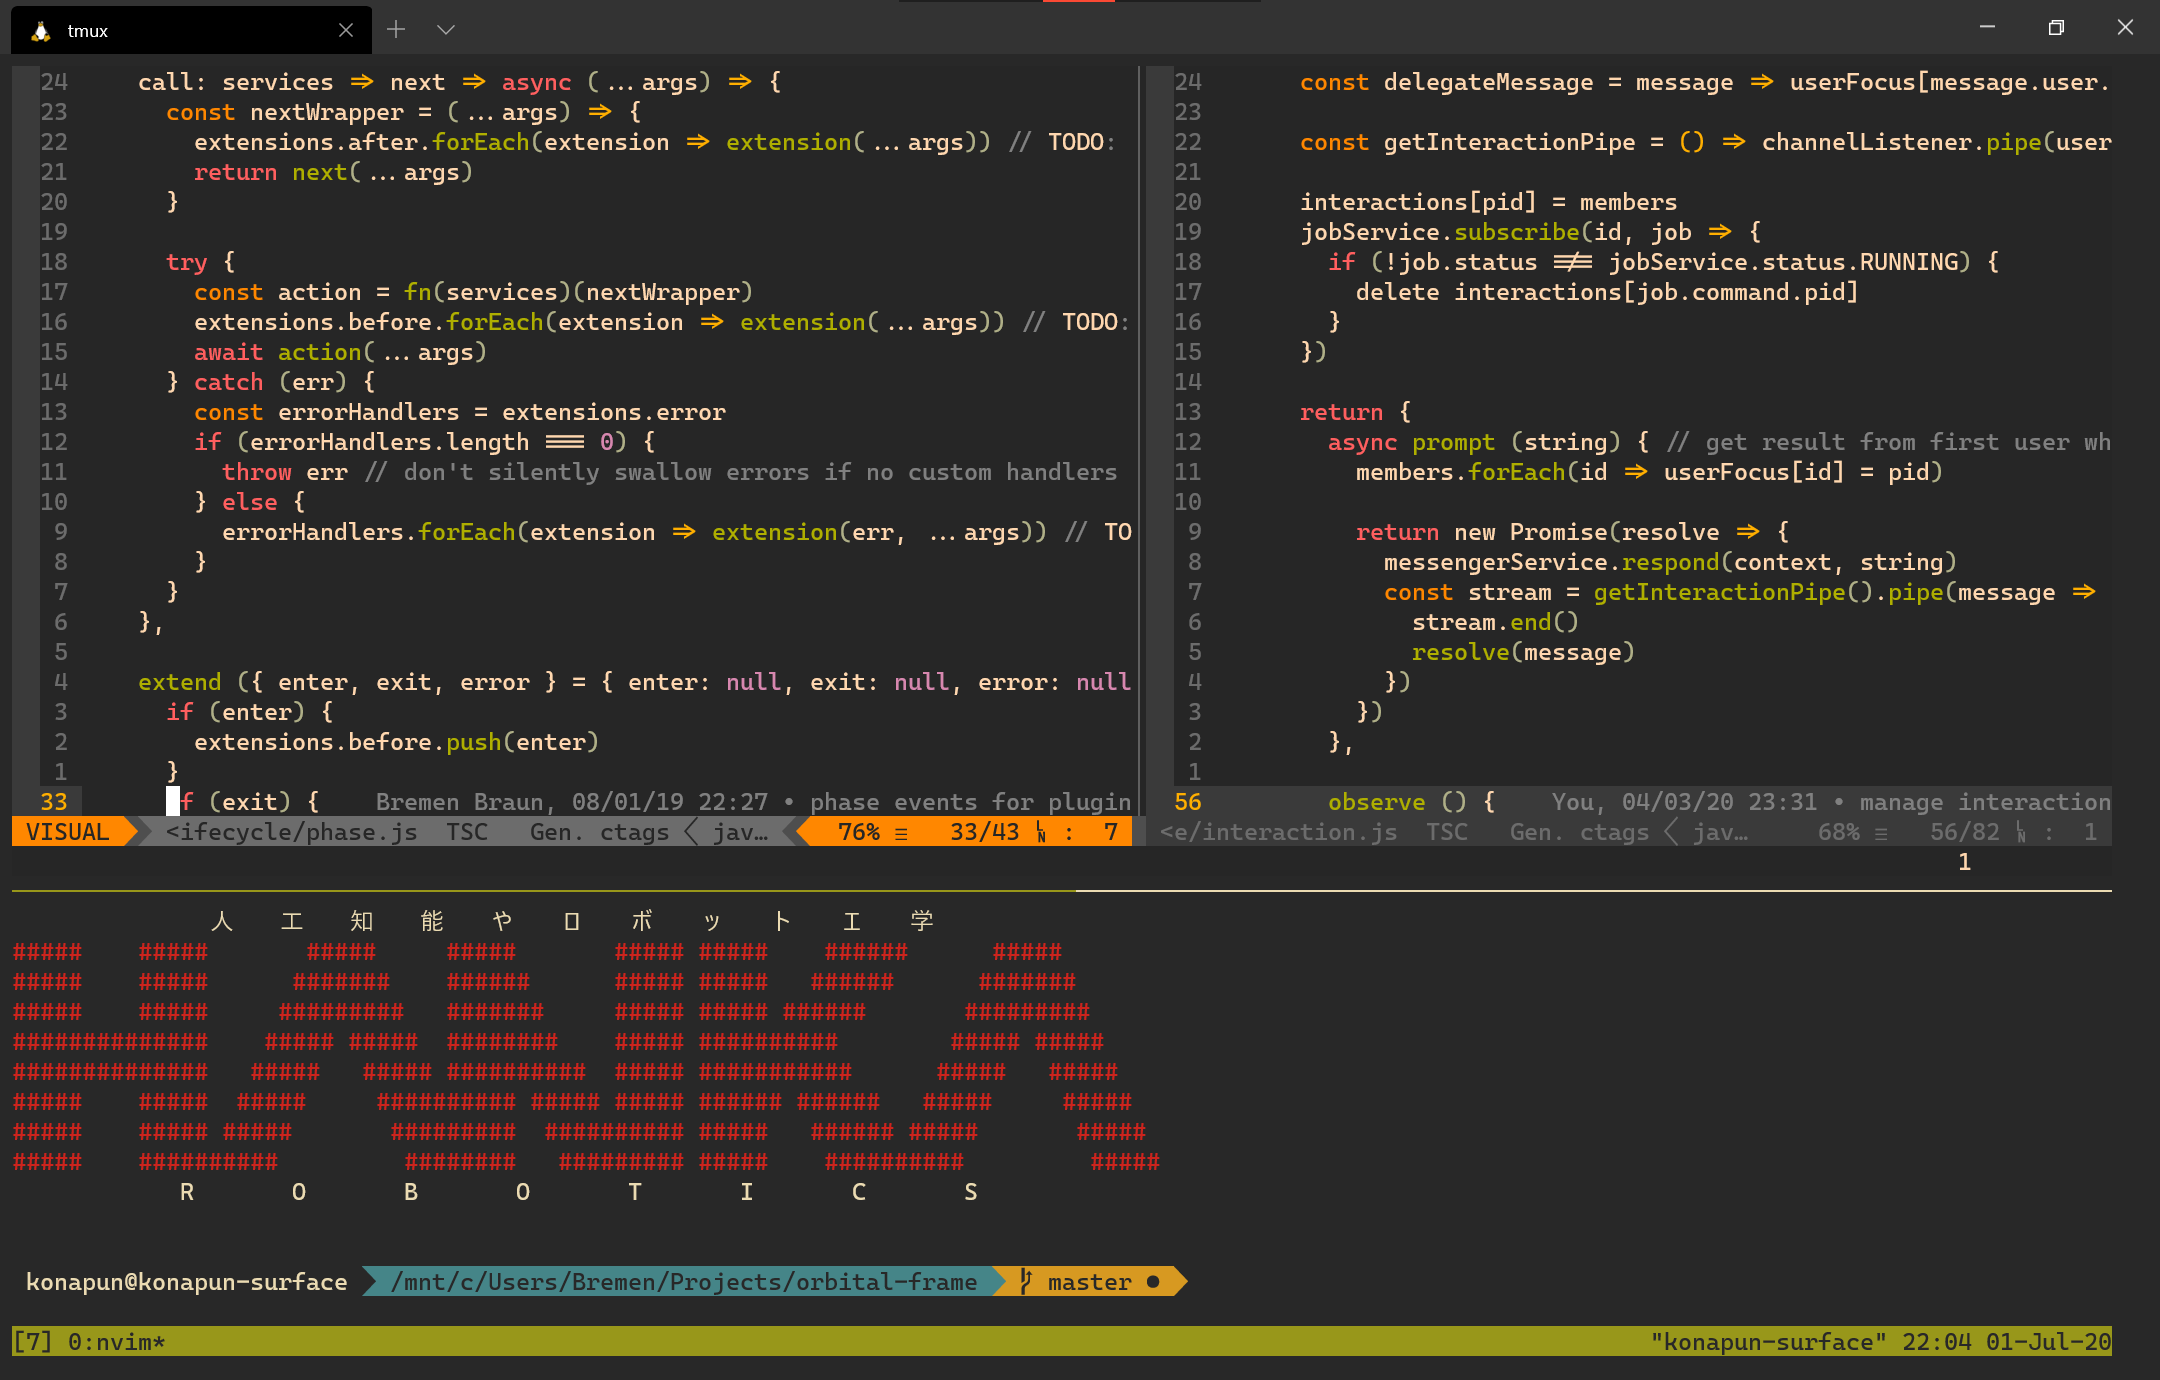 tmux
24 call: services => next => async (...args) => {
23 const nextWrapper = (...args) => {
22 extensions.after.forEach(extension => extension(...args)) // TODO:
21 return next(...args)
20 }
19
18 try {
17 const action = fn(services)(nextWrapper)
16 extensions.before.forEach(extension => extension(...args)) // TODO:
15 await action(...args)
14 } catch (err) {
13 const errorHandlers = extensions.error
12 if (errorHandlers.length === 0) {
11 throw err // don't silently swallow errors if no custom handlers
10 } else {
9 errorHandlers.forEach(extension => extension(err, ...args)) // TO
8 }
7 }
6 },
5
4 extend ({ enter, exit, error } = { enter: null, exit: null, error: null
3 if (enter) {
2 extensions.before.push(enter)
1 }
33 if (exit) { Bremen Braun, 08/01/19 22:27 • phase events for plugin
VISUAL <ifecycle/phase.js TSC Gen. ctags jav… 76% ≡ 33/43 ㏑ : 7
24 const delegateMessage = message => userFocus[message.user.
23
22 const getInteractionPipe = () => channelListener.pipe(user
21
20 interactions[pid] = members
19 jobService.subscribe(id, job => {
18 if (!job.status !== jobService.status.RUNNING) {
17 delete interactions[job.command.pid]
16 }
15 })
14
13 return {
12 async prompt (string) { // get result from first user wh
11 members.forEach(id => userFocus[id] = pid)
10
9 return new Promise(resolve => {
8 messengerService.respond(context, string)
7 const stream = getInteractionPipe().pipe(message =>
6 stream.end()
5 resolve(message)
4 })
3 })
2 },
1
56 observe () { You, 04/03/20 23:31 • manage interaction
<e/interaction.js TSC Gen. ctags jav… 68% ≡ 56/82 ㏑ : 1
1
人 工 知 能 や ロ ボ ッ ト 工 学
##### ##### ##### ##### ##### ##### ###### #####
##### ##### ####### ###### ##### ##### ###### #######
##### ##### ######### ####### ##### ##### ###### #########
############## ##### ##### ######## ##### ########## ##### #####
############## ##### ##### ########## ##### ########### ##### #####
##### ##### ##### ########## ##### ##### ###### ###### ##### #####
##### ##### ##### ######### ########## ##### ###### ##### #####
##### ########## ######## ######### ##### ########## #####
R O B O T I C S
konapun@konapun-surface /mnt/c/Users/Bremen/Projects/orbital-frame master ●
[7] 0:nvim* "konapun-surface" 22:04 01-Jul-20